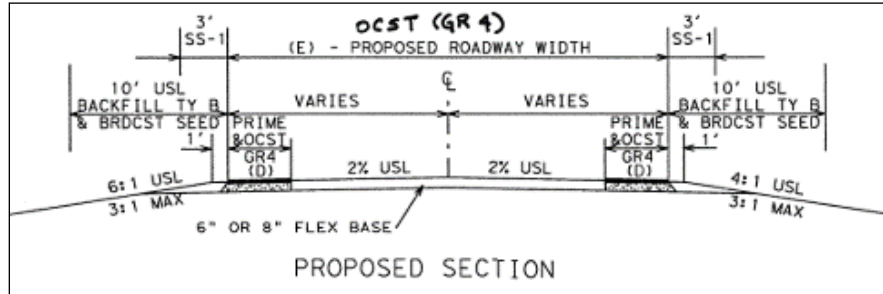 3' OCST (GR 4) 3'
SS-1 (E) - PROPOSED ROADWAY WIDTH SS-1
10' USL ℄ 10' USL
BACKFILL TY B VARIES VARIES BACKFILL TY B
& BRDCST SEED PRIME PRIME & BRDCST SEED
1' &OCST &OCST 1'
GR4 GR4
(D) 2% USL 2% USL (D)
6:1 USL 4:1 USL
3:1 MAX 3:1 MAX
6" OR 8" FLEX BASE
PROPOSED SECTION